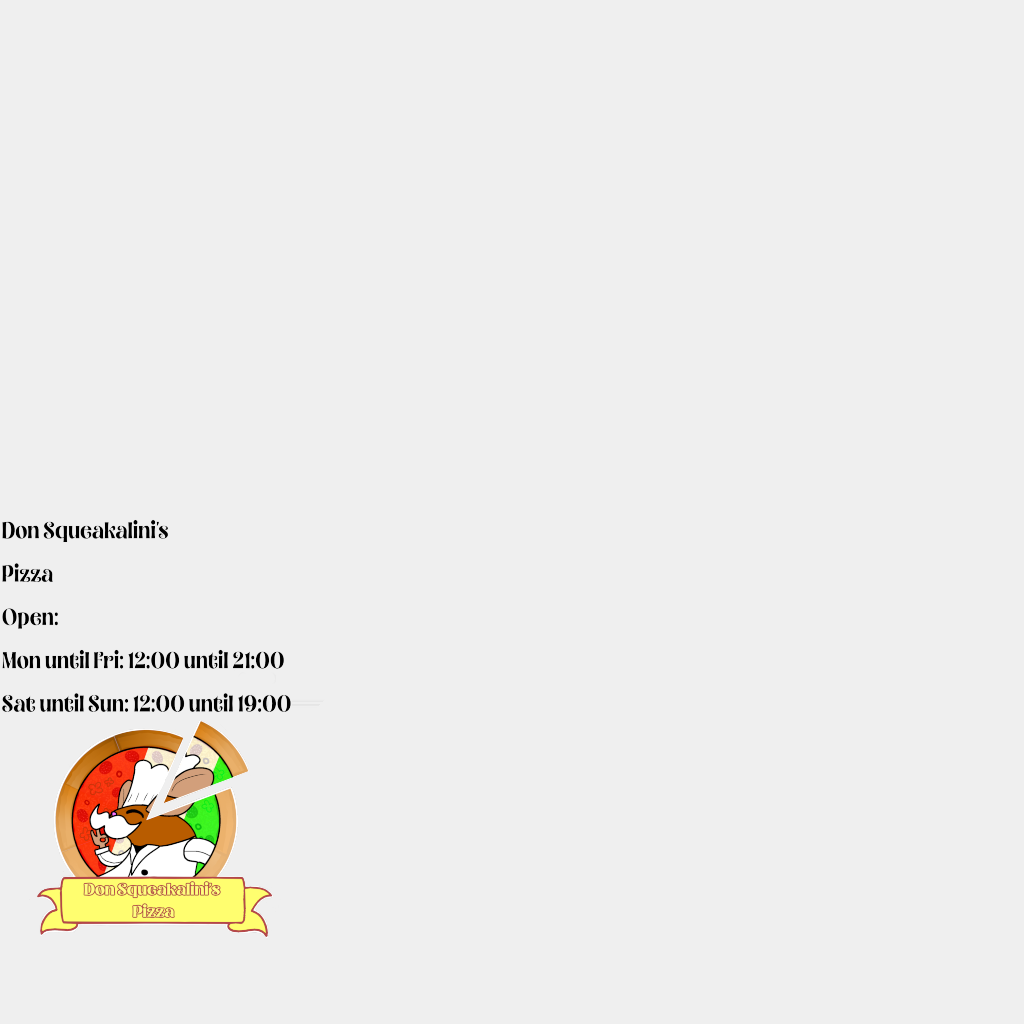 Don Squeakalini's
Pizza
Open:
Mon until Fri: 12:00 until 21:00
Sat until Sun: 12:00 until 19:00
Don Squeakalini's
Pizza